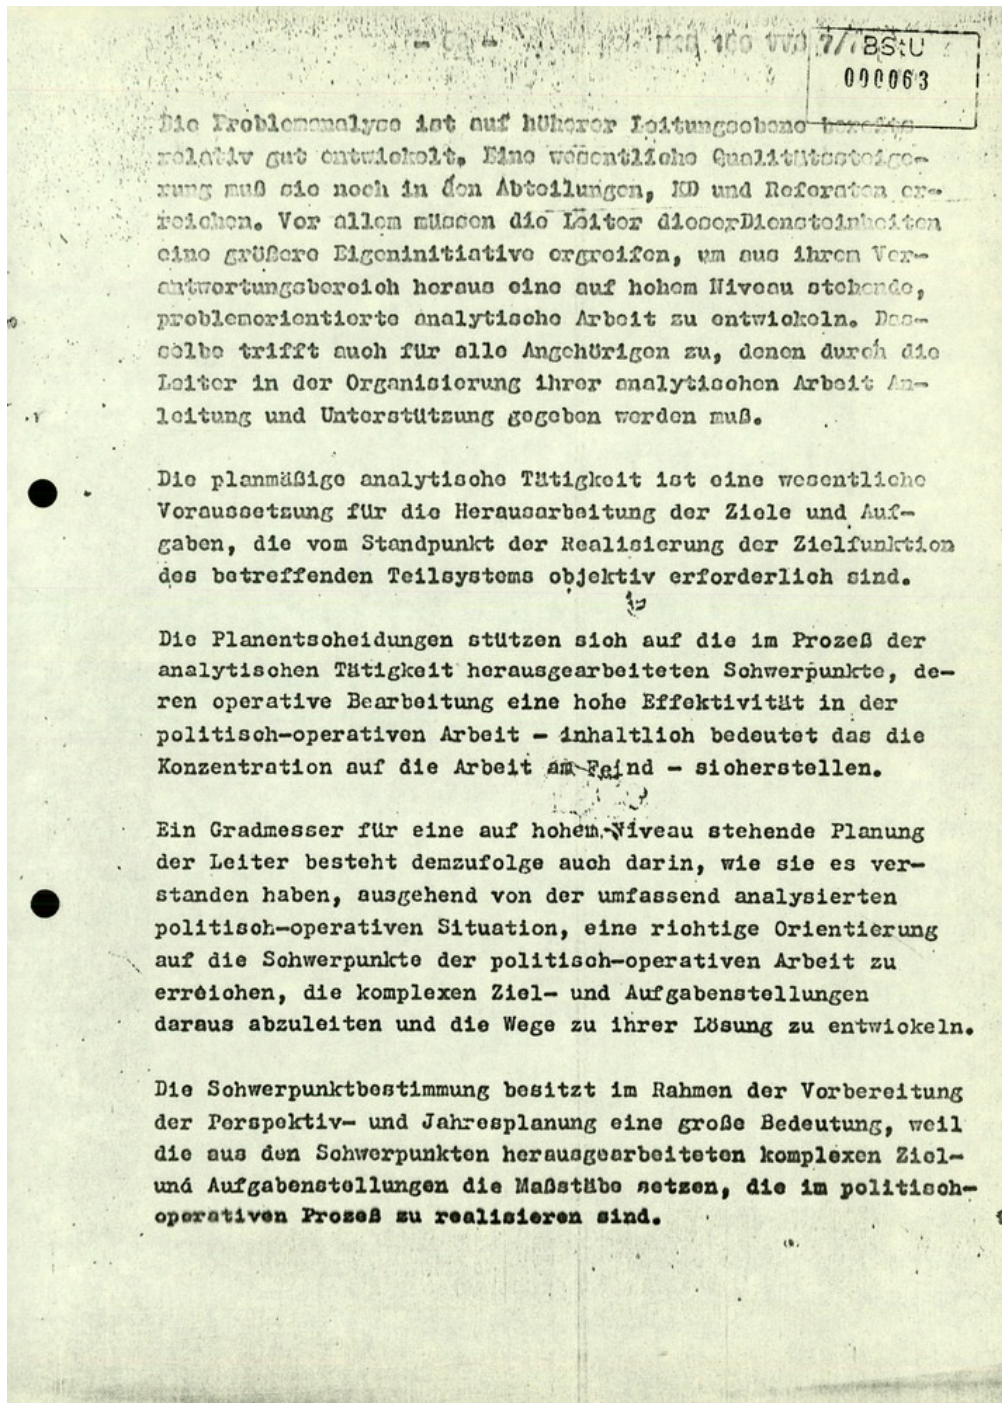 BStU
000063
Die Problemanalyse ist auf höherer Leitungsebene bereits
relativ gut entwickelt. Eine wesentliche Qualitätssteige-
rung muß sie noch in den Abteilungen, KD und Referaten er-
reichen. Vor allem müssen die Leiter dieserDiensteinheiten
eine größere Eigeninitiative ergreifen, um aus ihrem Ver-
antwortungsbereich heraus eine auf hohem Niveau stehende,
problemorientierte analytische Arbeit zu entwickeln. Das-
selbe trifft auch für alle Angehörigen zu, denen durch die
Leiter in der Organisierung ihrer analytischen Arbeit An-
leitung und Unterstützung gegeben werden muß.
Die planmäßige analytische Tätigkeit ist eine wesentliche
Voraussetzung für die Herausarbeitung der Ziele und Auf-
gaben, die vom Standpunkt der Realisierung der Zielfunktion
des betreffenden Teilsystems objektiv erforderlich sind.
Die Planentscheidungen stützen sich auf die im Prozeß der
analytischen Tätigkeit herausgearbeiteten Schwerpunkte, de-
ren operative Bearbeitung eine hohe Effektivität in der
politisch-operativen Arbeit - inhaltlich bedeutet das die
Konzentration auf die Arbeit am Feind - sicherstellen.
Ein Gradmesser für eine auf hohem Niveau stehende Planung
der Leiter besteht demzufolge auch darin, wie sie es ver-
standen haben, ausgehend von der umfassend analysierten
politisch-operativen Situation, eine richtige Orientierung
auf die Schwerpunkte der politisch-operativen Arbeit zu
erreichen, die komplexen Ziel- und Aufgabenstellungen
daraus abzuleiten und die Wege zu ihrer Lösung zu entwickeln.
Die Schwerpunktbestimmung besitzt im Rahmen der Vorbereitung
der Perspektiv- und Jahresplanung eine große Bedeutung, weil
die aus den Schwerpunkten herausgearbeiteten komplexen Ziel-
und Aufgabenstellungen die Maßstäbe setzen, die im politisch-
operativen Prozeß zu realisieren sind.